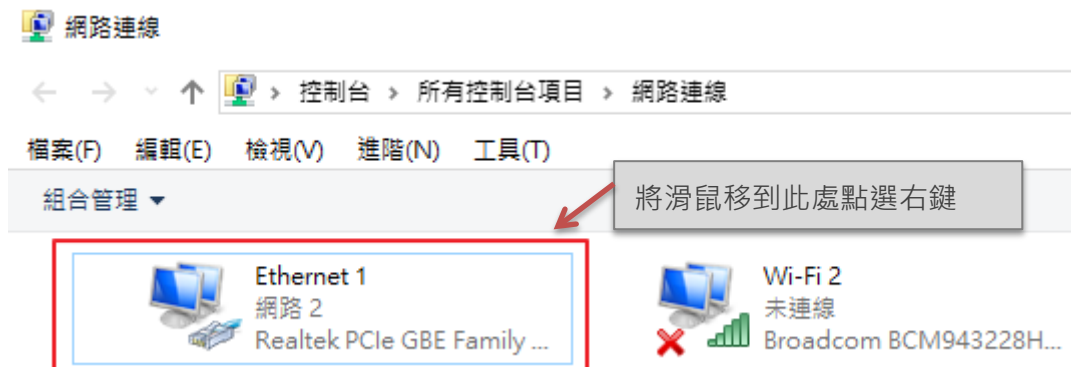 網路連線
控制台 › 所有控制台項目 › 網路連線
檔案(F) 編輯(E) 檢視(V) 進階(N) 工具(T)
組合管理
將滑鼠移到此處點選右鍵
Ethernet 1
網路 2
Realtek PCIe GBE Family ...
Wi-Fi 2
未連線
Broadcom BCM943228H...